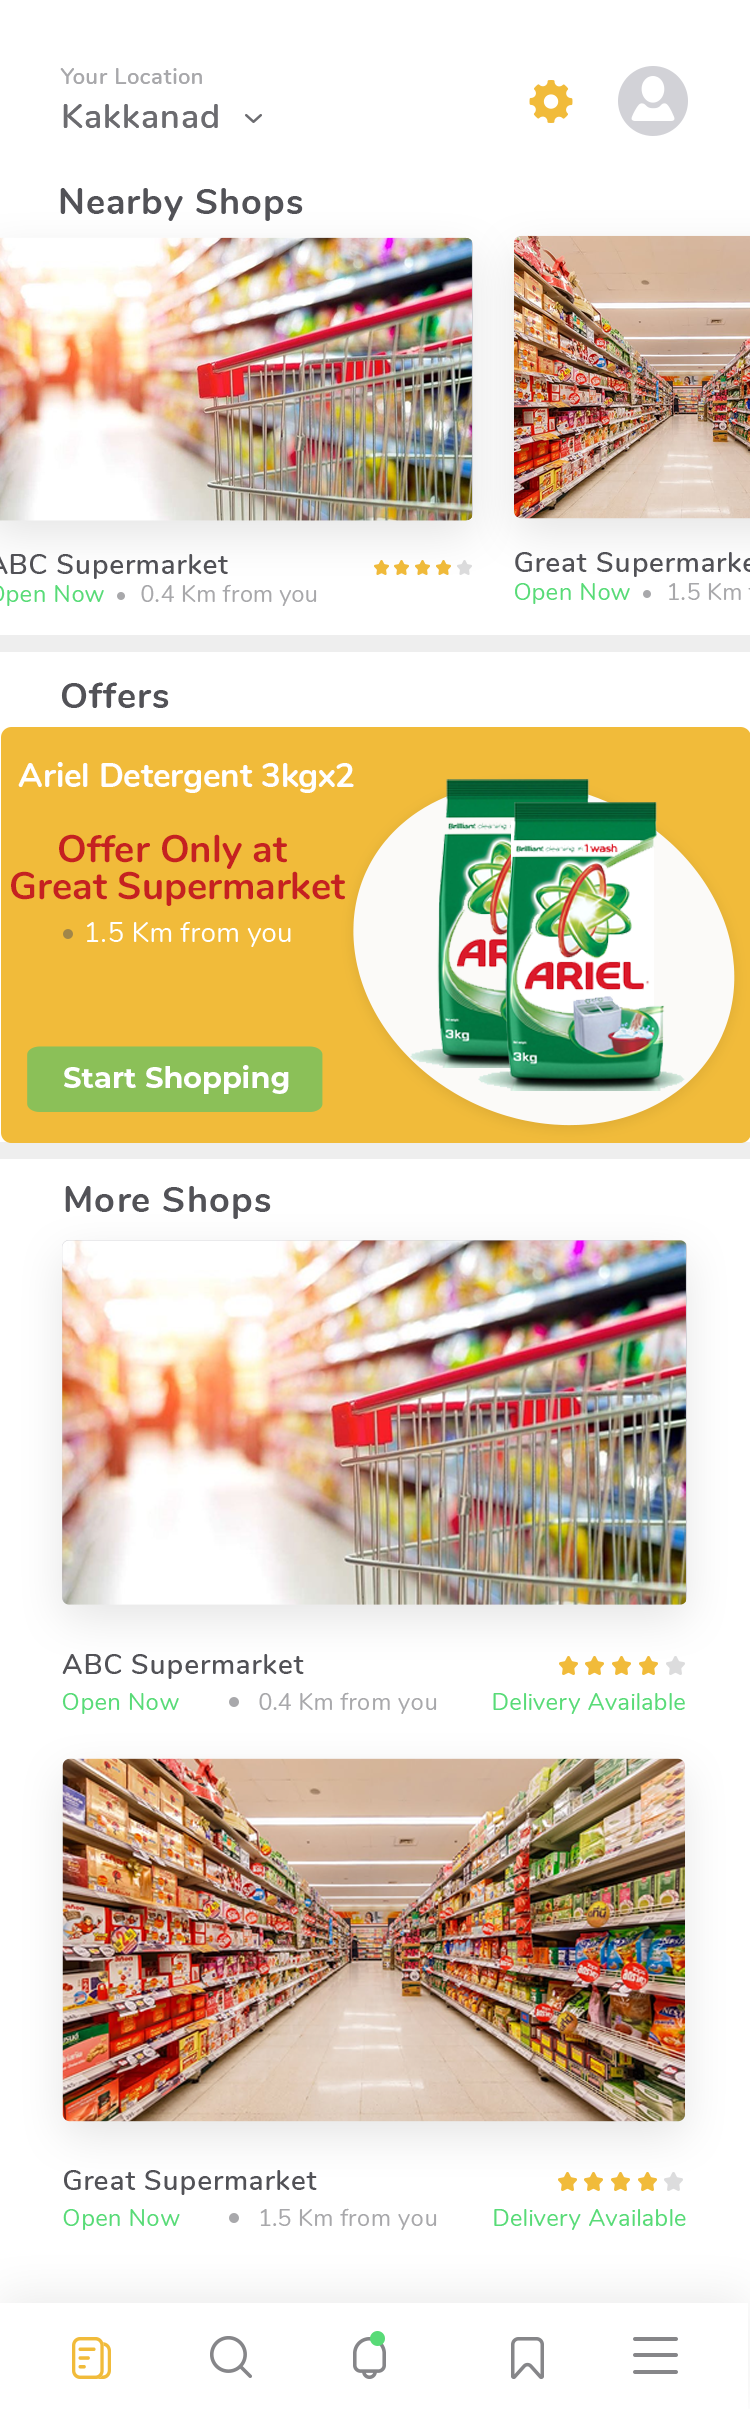 Your Location
Kakkanad
Nearby Shops
ABC Supermarket
Open Now • 0.4 Km from you
Great Supermarke
Open Now • 1.5 Km
Offers
Ariel Detergent 3kgx2
Offer Only at
Great Supermarket
• 1.5 Km from you
Start Shopping
Brilliant cleaning
Brilliant cleaning in 1 wash
AR
ARIEL
3kg
3kg
More Shops
ABC Supermarket
Open Now • 0.4 Km from you Delivery Available
Great Supermarket
Open Now • 1.5 Km from you Delivery Available